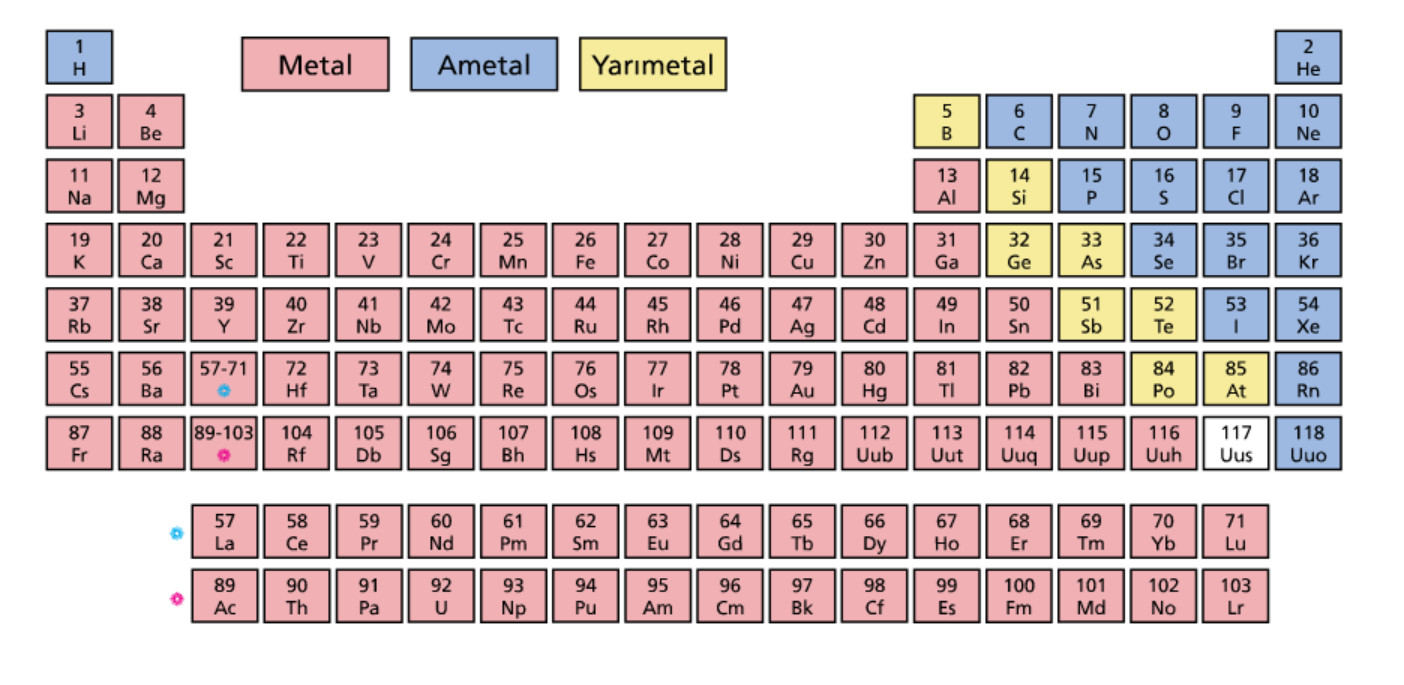 1 2
H Metal Ametal Yarımetal He
3 4 5 6 7 8 9 10
Li Be B C N O F Ne
11 12 13 14 15 16 17 18
Na Mg Al Si P S Cl Ar
19 20 21 22 23 24 25 26 27 28 29 30 31 32 33 34 35 36
K Ca Sc Ti V Cr Mn Fe Co Ni Cu Zn Ga Ge As Se Br Kr
37 38 39 40 41 42 43 44 45 46 47 48 49 50 51 52 53 54
Rb Sr Y Zr Nb Mo Tc Ru Rh Pd Ag Cd In Sn Sb Te I Xe
55 56 57-71 72 73 74 75 76 77 78 79 80 81 82 83 84 85 86
Cs Ba Hf Ta W Re Os Ir Pt Au Hg Tl Pb Bi Po At Rn
87 88 89-103 104 105 106 107 108 109 110 111 112 113 114 115 116 117 118
Fr Ra Rf Db Sg Bh Hs Mt Ds Rg Uub Uut Uuq Uup Uuh Uus Uuo
57 58 59 60 61 62 63 64 65 66 67 68 69 70 71
La Ce Pr Nd Pm Sm Eu Gd Tb Dy Ho Er Tm Yb Lu
89 90 91 92 93 94 95 96 97 98 99 100 101 102 103
Ac Th Pa U Np Pu Am Cm Bk Cf Es Fm Md No Lr